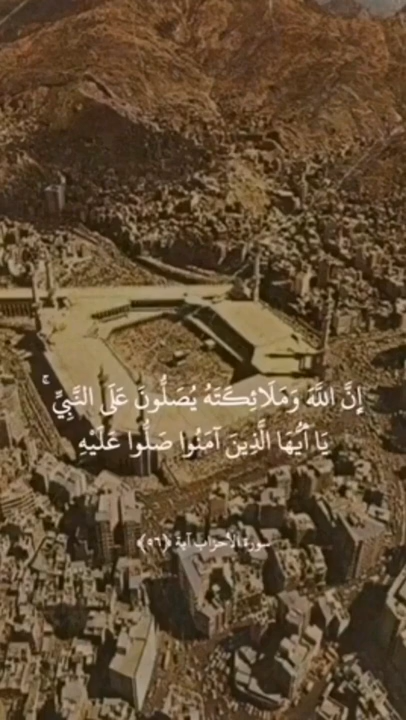 إِنَّ اللَّهَ وَمَلَائِكَتَهُ يُصَلُّونَ عَلَى النَّبِيِّ ۚ
يَا أَيُّهَا الَّذِينَ آمَنُوا صَلُّوا عَلَيْهِ
سورة الأحزاب آية ﴿٥٦﴾